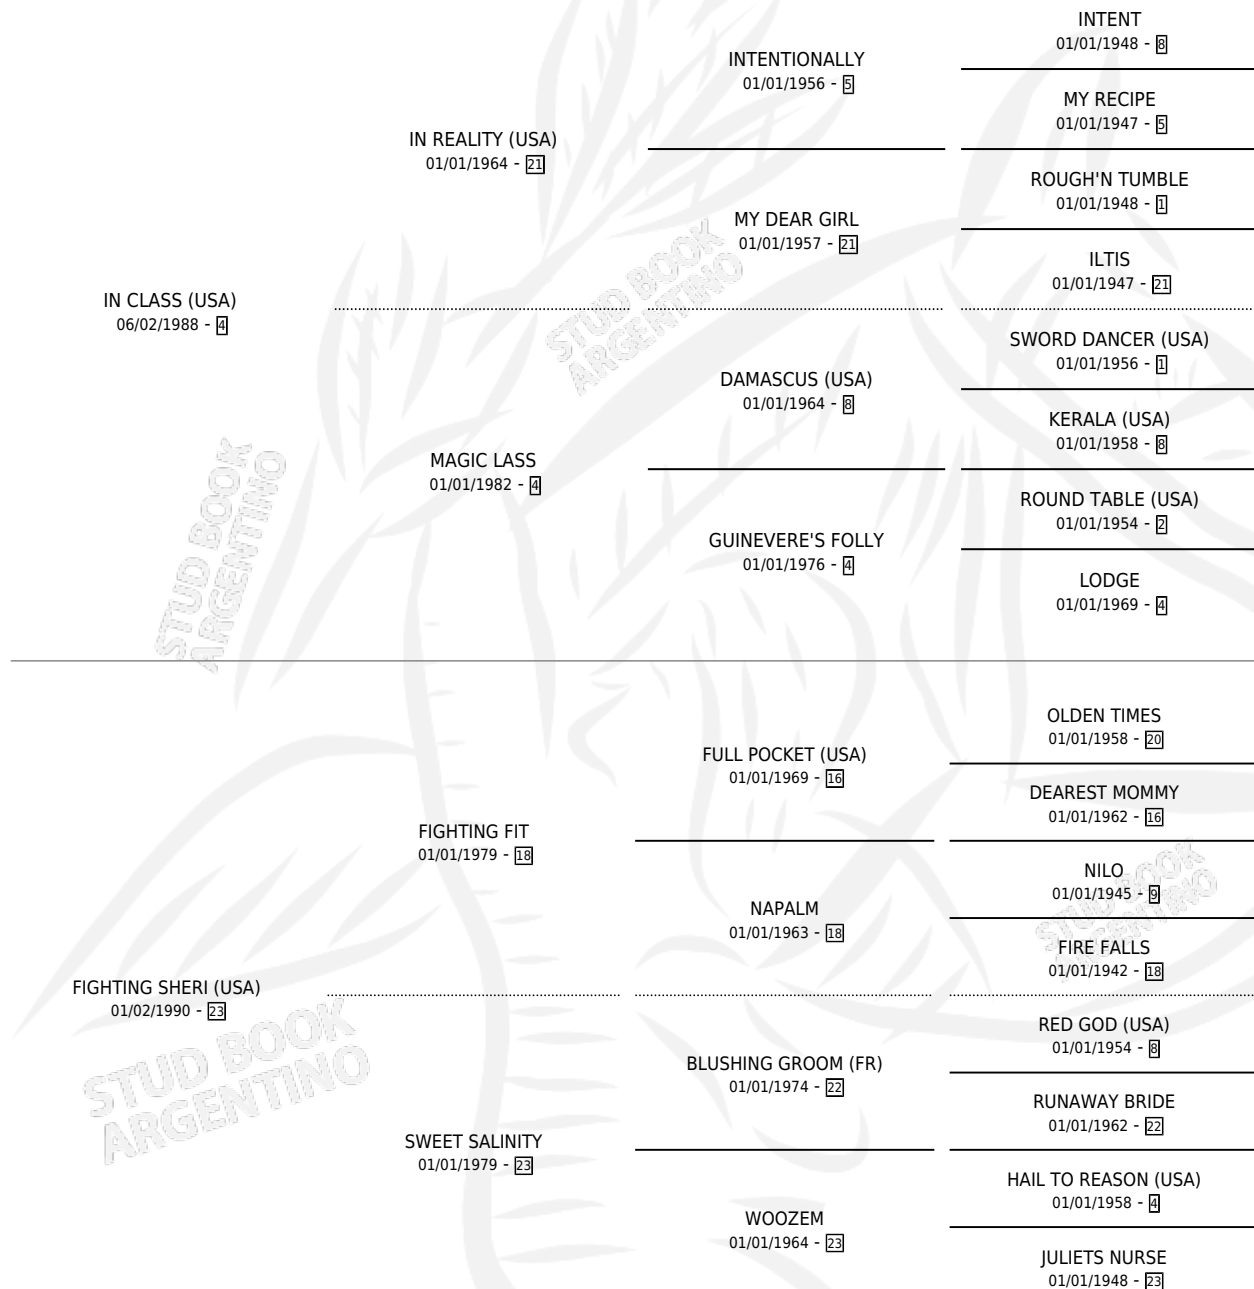 INTENT
01/01/1948 - 8
INTENTIONALLY
01/01/1956 - 5
MY RECIPE
01/01/1947 - 5
IN REALITY (USA)
01/01/1964 - 21
ROUGH'N TUMBLE
01/01/1948 - 1
MY DEAR GIRL
01/01/1957 - 21
ILTIS
01/01/1947 - 21
IN CLASS (USA)
06/02/1988 - 4
SWORD DANCER (USA)
01/01/1956 - 1
DAMASCUS (USA)
01/01/1964 - 8
KERALA (USA)
01/01/1958 - 8
MAGIC LASS
01/01/1982 - 4
ROUND TABLE (USA)
01/01/1954 - 2
GUINEVERE'S FOLLY
01/01/1976 - 4
LODGE
01/01/1969 - 4
OLDEN TIMES
01/01/1958 - 20
FULL POCKET (USA)
01/01/1969 - 16
DEAREST MOMMY
01/01/1962 - 16
FIGHTING FIT
01/01/1979 - 18
NILO
01/01/1945 - 9
NAPALM
01/01/1963 - 18
FIRE FALLS
01/01/1942 - 18
FIGHTING SHERI (USA)
01/02/1990 - 23
RED GOD (USA)
01/01/1954 - 8
BLUSHING GROOM (FR)
01/01/1974 - 22
RUNAWAY BRIDE
01/01/1962 - 22
SWEET SALINITY
01/01/1979 - 23
HAIL TO REASON (USA)
01/01/1958 - 4
WOOZEM
01/01/1964 - 23
JULIETS NURSE
01/01/1948 - 23
STUD BOOK
ARGENTINO
STUD BOOK
ARGENTINO
STUD BOOK
ARGENTINO
STUD BOOK
ARGENTINO